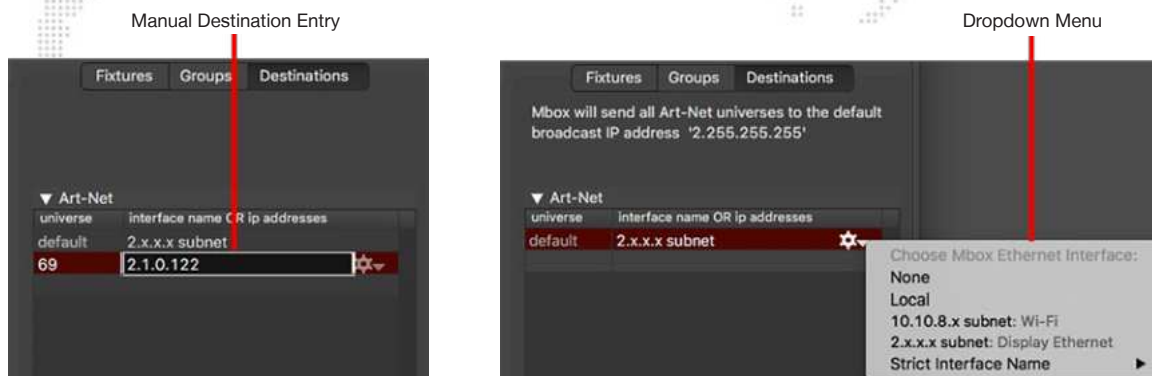 Manual Destination Entry
Fixtures Groups Destinations
▼ Art-Net
universe interface name OR ip addresses
default 2.x.x.x subnet
69 2.1.0.122
Dropdown Menu
Fixtures Groups Destinations
Mbox will send all Art-Net universes to the default
broadcast IP address '2.255.255.255'
▼ Art-Net
universe interface name OR ip addresses
default 2.x.x.x subnet
Choose Mbox Ethernet Interface:
None
Local
10.10.8.x subnet: Wi-Fi
2.x.x.x subnet: Display Ethernet
Strict Interface Name ▶